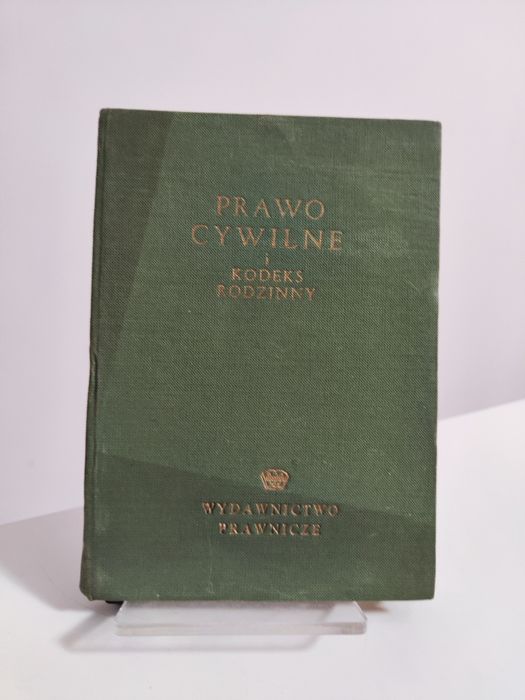 PRAWO
CYWILNE
i
KODEKS
RODZINNY
WYDAWNICTWO
PRAWNICZE